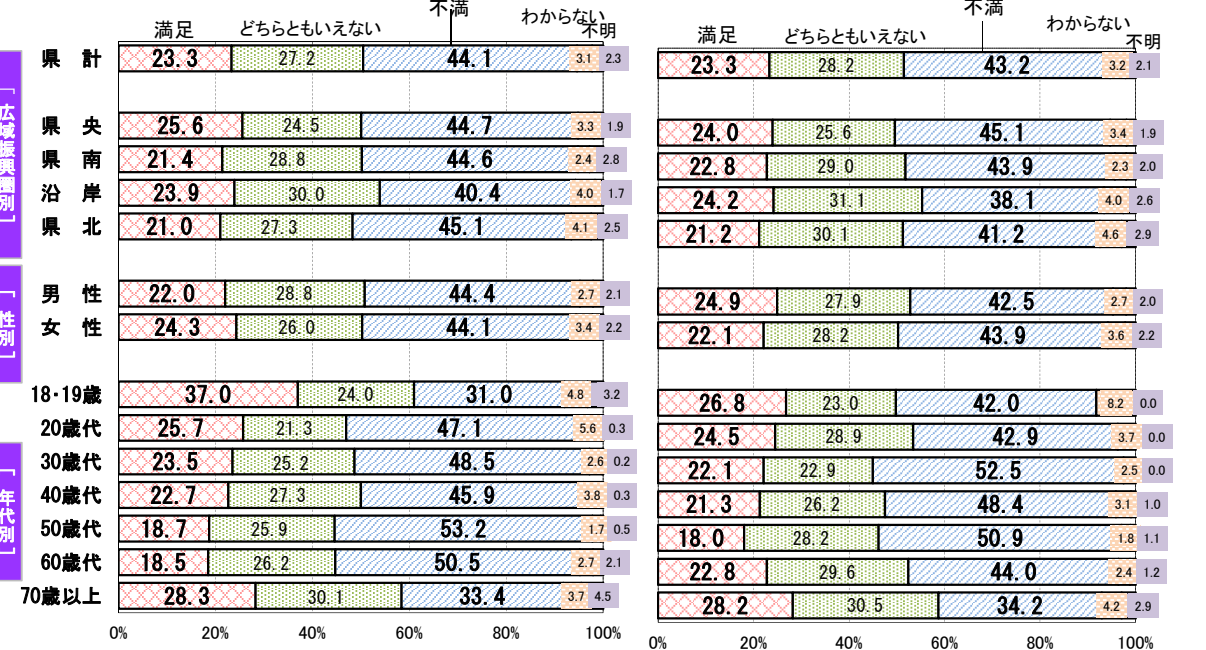 満足 どちらともいえない 不満 わからない 不明
県 計 23.3 27.2 44.1 3.1 2.3
県 央 25.6 24.5 44.7 3.3 1.9
県 南 21.4 28.8 44.6 2.4 2.8
沿 岸 23.9 30.0 40.4 4.0 1.7
県 北 21.0 27.3 45.1 4.1 2.5
男 性 22.0 28.8 44.4 2.7 2.1
女 性 24.3 26.0 44.1 3.4 2.2
18・19歳 37.0 24.0 31.0 4.8 3.2
20歳代 25.7 21.3 47.1 5.6 0.3
30歳代 23.5 25.2 48.5 2.6 0.2
40歳代 22.7 27.3 45.9 3.8 0.3
50歳代 18.7 25.9 53.2 1.7 0.5
60歳代 18.5 26.2 50.5 2.7 2.1
70歳以上 28.3 30.1 33.4 3.7 4.5
0% 20% 40% 60% 80% 100%
「広域振興圏別」
「性別」
「年代別」
満足 どちらともいえない 不満 わからない 不明
23.3 28.2 43.2 3.2 2.1
24.0 25.6 45.1 3.4 1.9
22.8 29.0 43.9 2.3 2.0
24.2 31.1 38.1 4.0 2.6
21.2 30.1 41.2 4.6 2.9
24.9 27.9 42.5 2.7 2.0
22.1 28.2 43.9 3.6 2.2
26.8 23.0 42.0 8.2 0.0
24.5 28.9 42.9 3.7 0.0
22.1 22.9 52.5 2.5 0.0
21.3 26.2 48.4 3.1 1.0
18.0 28.2 50.9 1.8 1.1
22.8 29.6 44.0 2.4 1.2
28.2 30.5 34.2 4.2 2.9
0% 20% 40% 60% 80% 100%